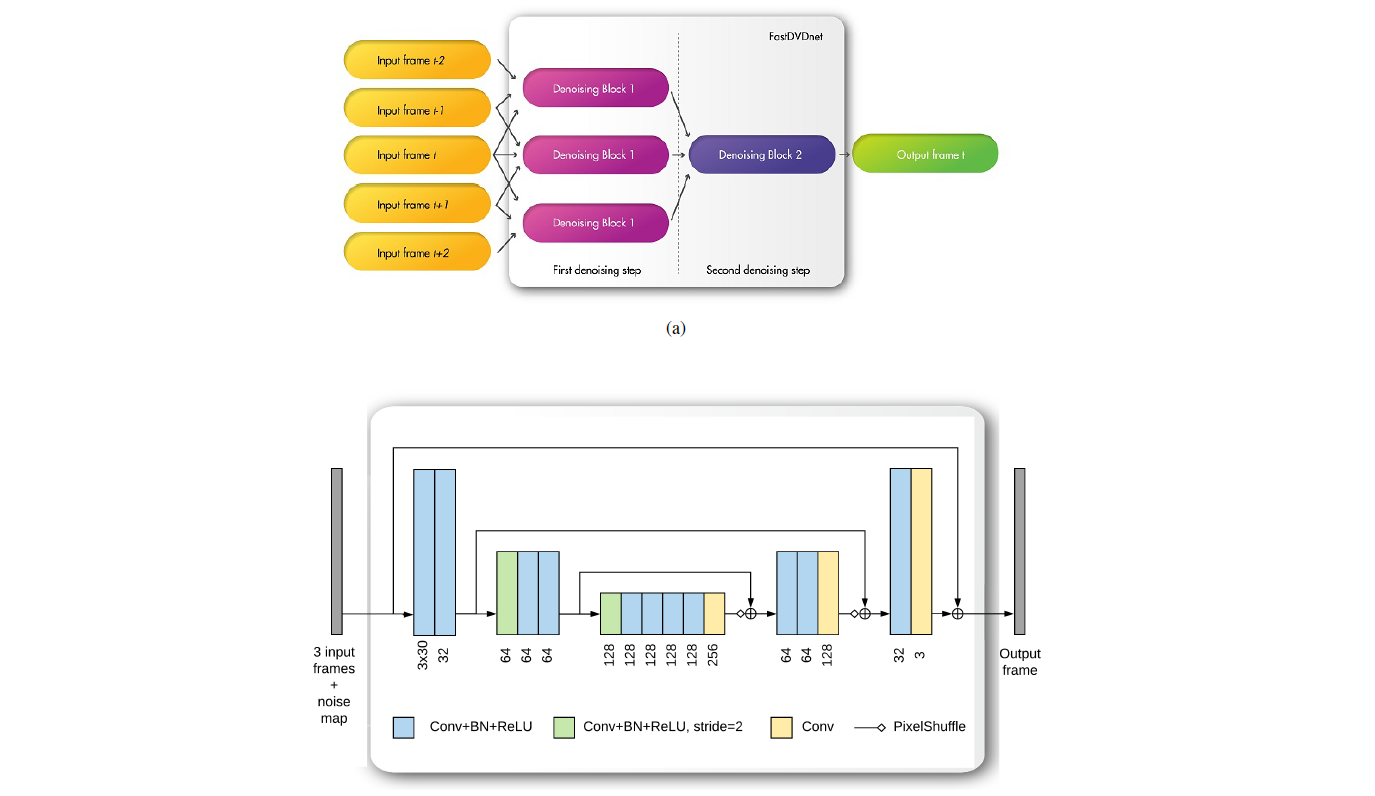 FastDVDnet
Input frame t-2
Input frame t-1
Input frame t
Input frame t+1
Input frame t+2
Denoising Block 1
Denoising Block 1
Denoising Block 1
Denoising Block 2
Output frame t
First denoising step
Second denoising step
(a)
3 input
frames
+
noise
map
3x30
32
64
64
64
128
128
128
128
128
256
64
64
128
32
3
Output
frame
Conv+BN+ReLU
Conv+BN+ReLU, stride=2
Conv
PixelShuffle